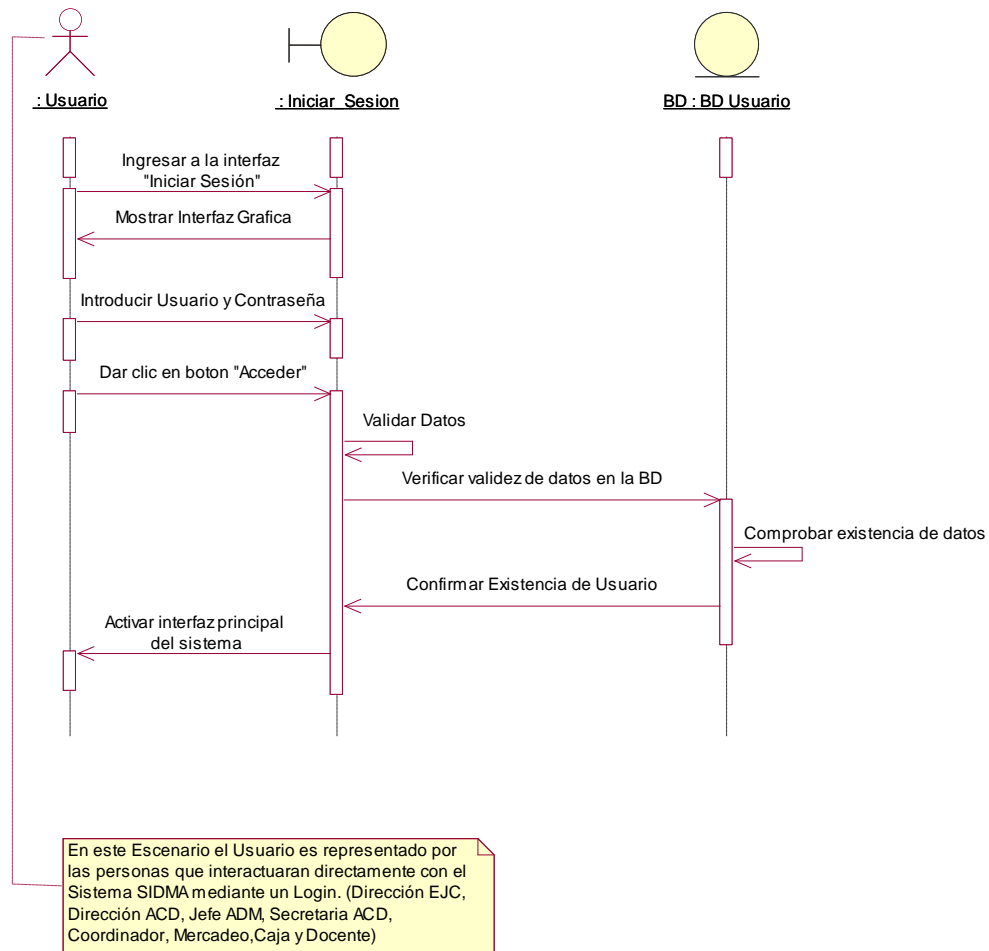 : Usuario
: Iniciar_Sesion
BD : BD Usuario
Ingresar a la interfaz
"Iniciar Sesión"
Mostrar Interfaz Grafica
Introducir Usuario y Contraseña
Dar clic en boton "Acceder"
Validar Datos
Verificar validez de datos en la BD
Comprobar existencia de datos
Confirmar Existencia de Usuario
Activar interfaz principal
del sistema
En este Escenario el Usuario es representado por
las personas que interactuaran directamente con el
Sistema SIDMA mediante un Login. (Dirección EJC,
Dirección ACD, Jefe ADM, Secretaria ACD,
Coordinador, Mercadeo,Caja y Docente)